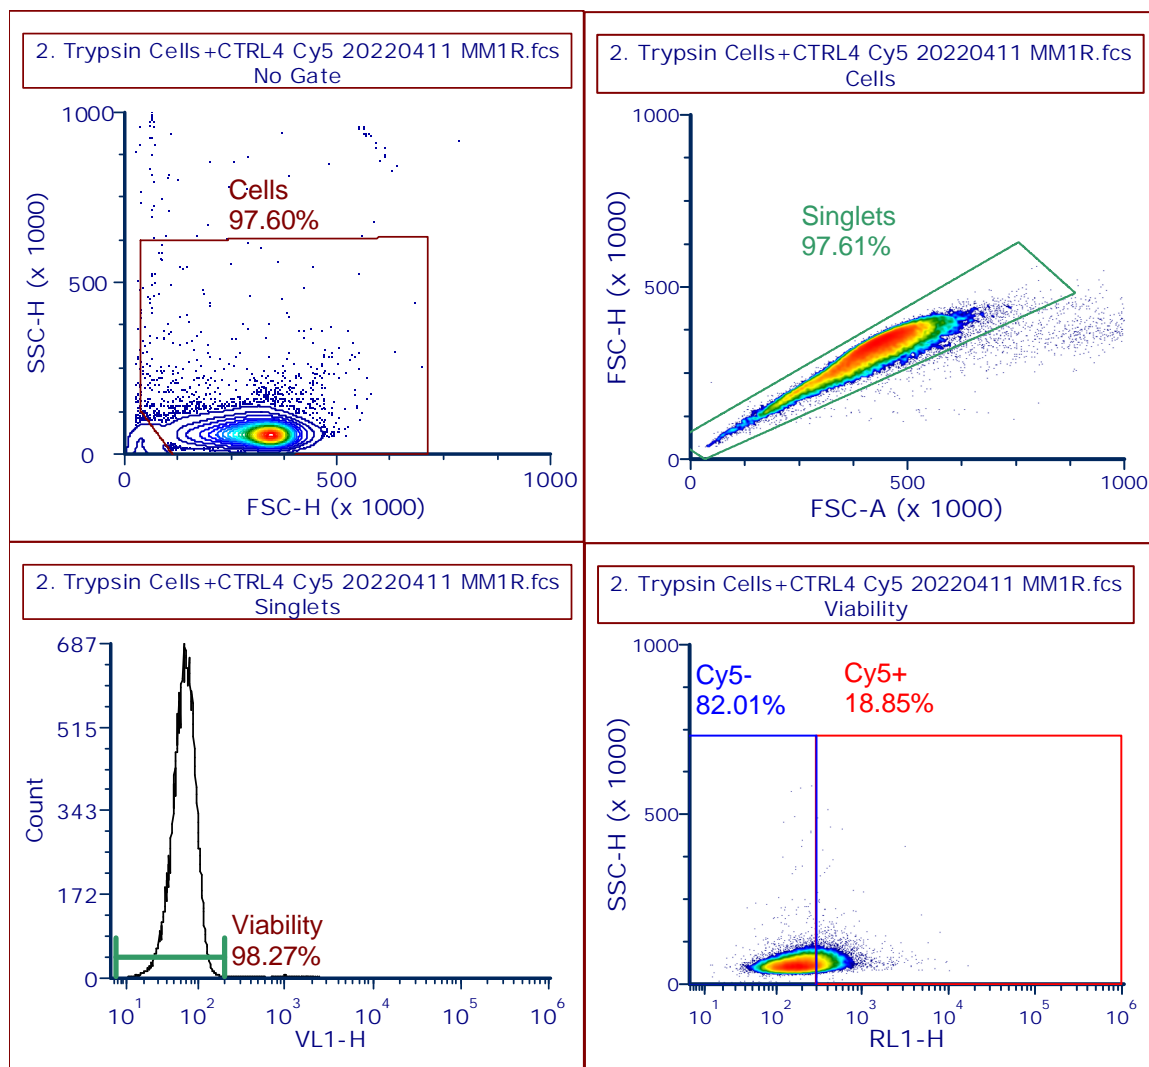 2. Trypsin Cells+CTRL4 Cy5 20220411 MM1R.fcs
No Gate
1000
500
0
SSC-H (x 1000)
Cells
97.60%
0
500
1000
FSC-H (x 1000)
2. Trypsin Cells+CTRL4 Cy5 20220411 MM1R.fcs
Cells
1000
500
0
FSC-H (x 1000)
Singlets
97.61%
0
500
1000
FSC-A (x 1000)
2. Trypsin Cells+CTRL4 Cy5 20220411 MM1R.fcs
Singlets
687
515
343
172
0
Count
Viability
98.27%
10^1
10^2
10^3
10^4
10^5
10^6
VL1-H
2. Trypsin Cells+CTRL4 Cy5 20220411 MM1R.fcs
Viability
1000
500
0
SSC-H (x 1000)
Cy5-
82.01%
Cy5+
18.85%
10^1
10^2
10^3
10^4
10^5
10^6
RL1-H